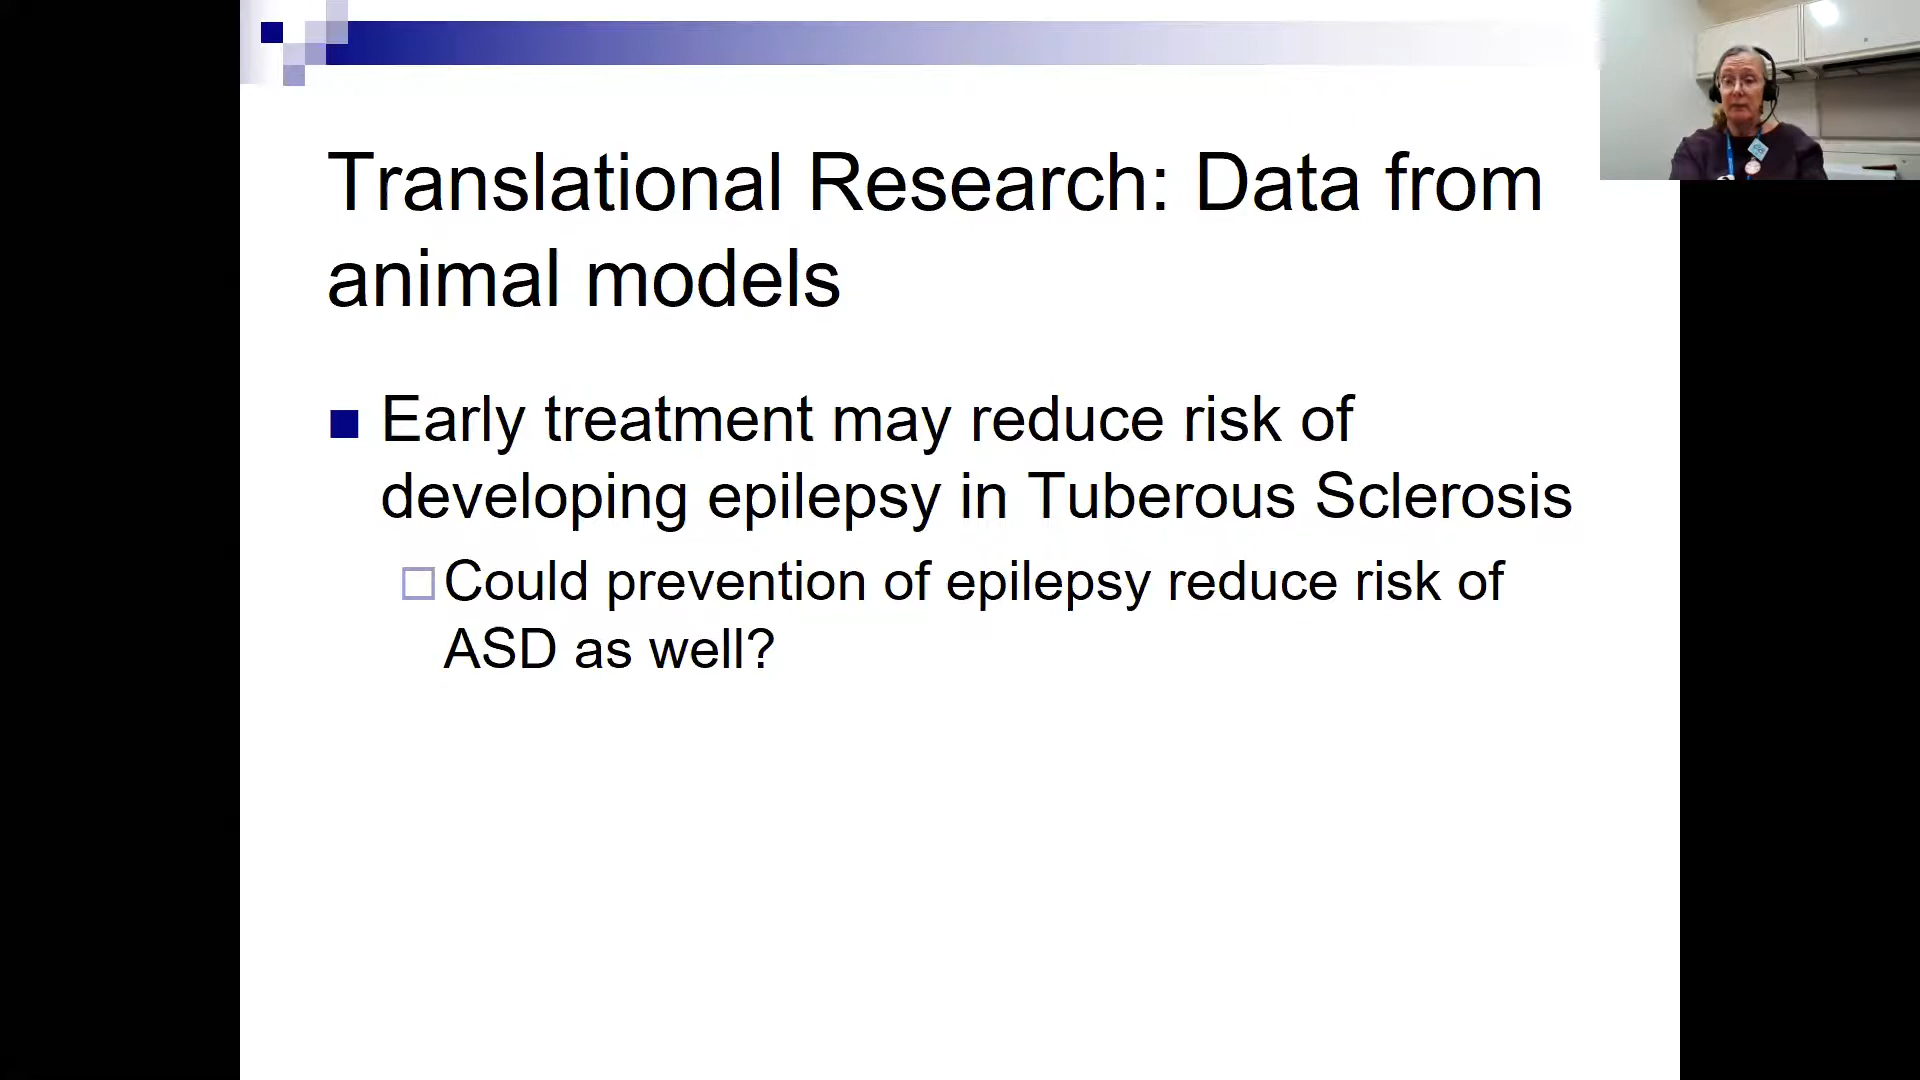 Translational Research: Data from
animal models
Early treatment may reduce risk of
developing epilepsy in Tuberous Sclerosis
Could prevention of epilepsy reduce risk of
ASD as well?